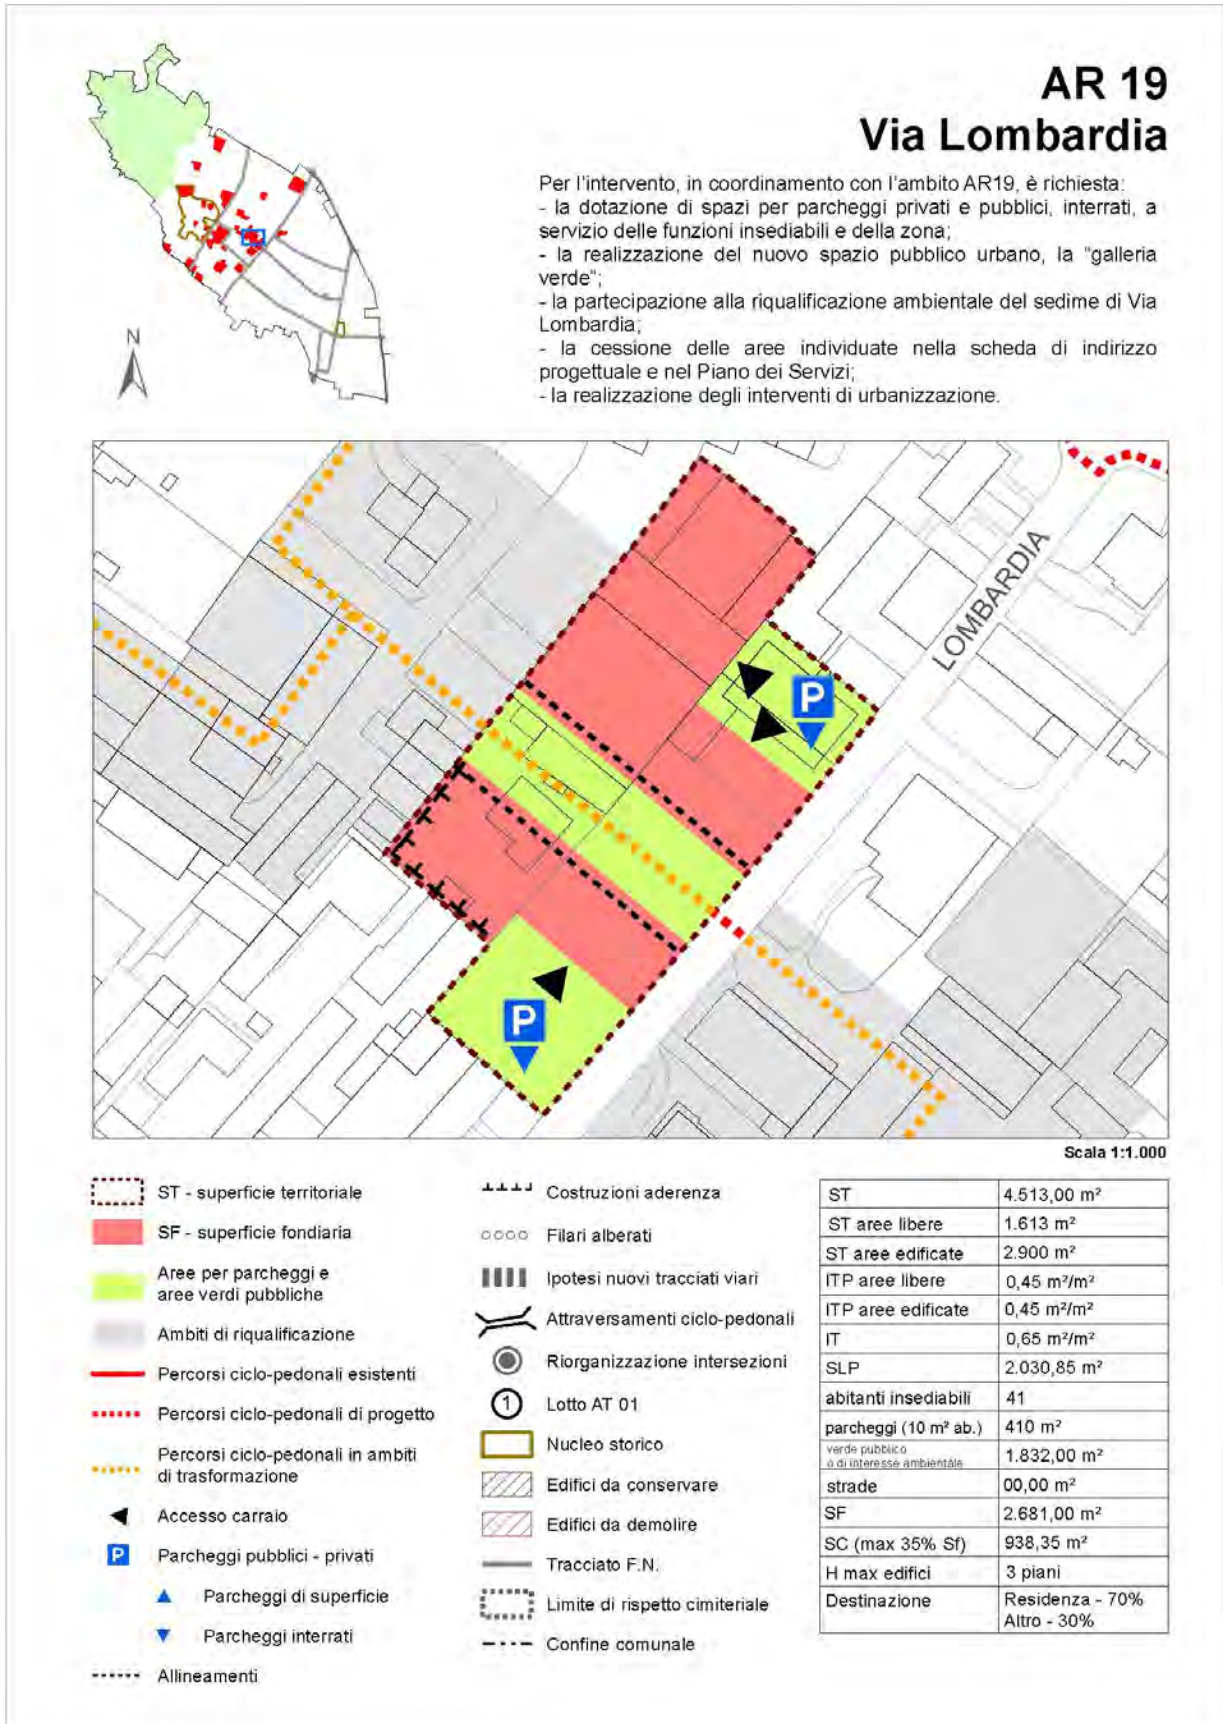 AR 19
Via Lombardia
Per l'intervento, in coordinamento con l'ambito AR19, è richiesta:
- la dotazione di spazi per parcheggi privati e pubblici, interrati, a
servizio delle funzioni insediabili e della zona;
- la realizzazione del nuovo spazio pubblico urbano, la "galleria
verde";
- la partecipazione alla riqualificazione ambientale del sedime di Via
Lombardia;
- la cessione delle aree individuate nella scheda di indirizzo
progettuale e nel Piano dei Servizi;
- la realizzazione degli interventi di urbanizzazione.
N
LOMBARDIA
P
P
Scala 1:1.000
ST - superficie territoriale
SF - superficie fondiaria
Aree per parcheggi e
aree verdi pubbliche
Ambiti di riqualificazione
Percorsi ciclo-pedonali esistenti
Percorsi ciclo-pedonali di progetto
Percorsi ciclo-pedonali in ambiti
di trasformazione
Accesso carraio
P Parcheggi pubblici - privati
Parcheggi di superficie
Parcheggi interrati
Allineamenti
Costruzioni aderenza
Filari alberati
Ipotesi nuovi tracciati viari
Attraversamenti ciclo-pedonali
Riorganizzazione intersezioni
1 Lotto AT 01
Nucleo storico
Edifici da conservare
Edifici da demolire
Tracciato F.N.
Limite di rispetto cimiteriale
Confine comunale
ST 4.513,00 m²
ST aree libere 1.613 m²
ST aree edificate 2.900 m²
ITP aree libere 0,45 m²/m²
ITP aree edificate 0,45 m²/m²
IT 0,65 m²/m²
SLP 2.030,85 m²
abitanti insediabili 41
parcheggi (10 m² ab.) 410 m²
verde pubblico
o di interesse ambientale 1.832,00 m²
strade 00,00 m²
SF 2.681,00 m²
SC (max 35% Sf) 938,35 m²
H max edifici 3 piani
Destinazione Residenza - 70%
Altro - 30%